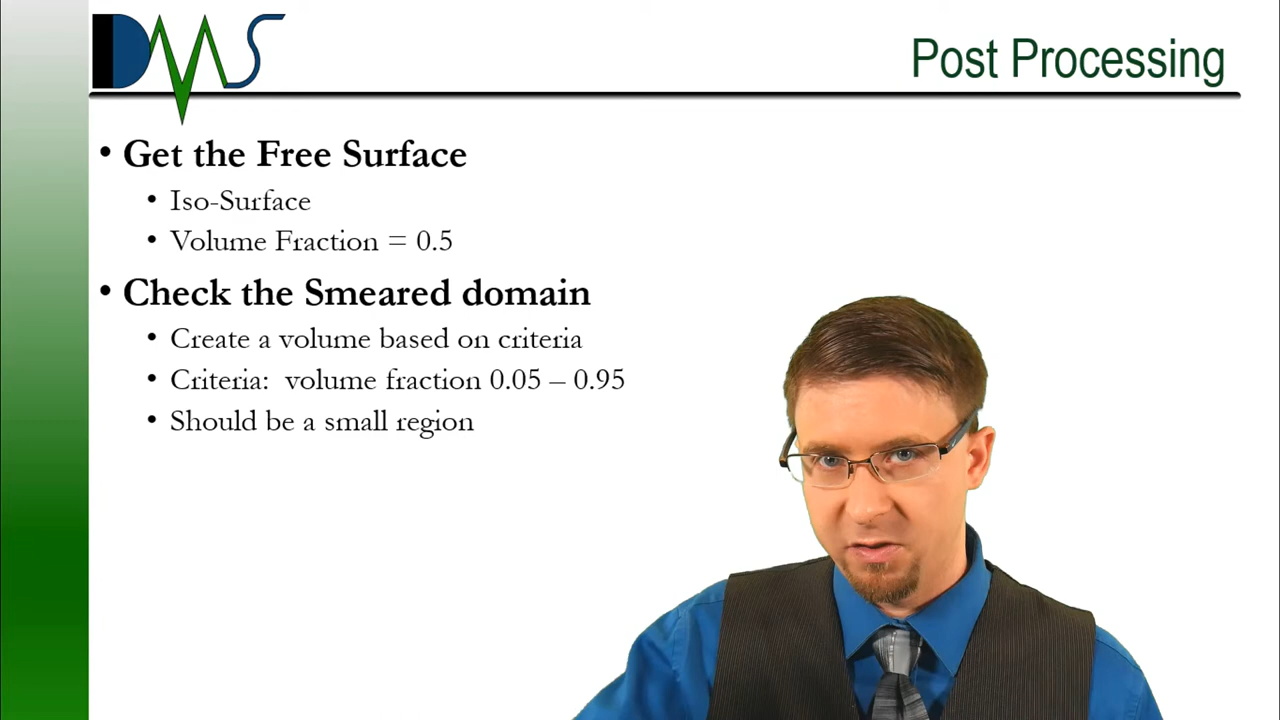 DMS
Post Processing
• Get the Free Surface
• Iso-Surface
• Volume Fraction = 0.5
• Check the Smeared domain
• Create a volume based on criteria
• Criteria:  volume fraction 0.05 – 0.95
• Should be a small region